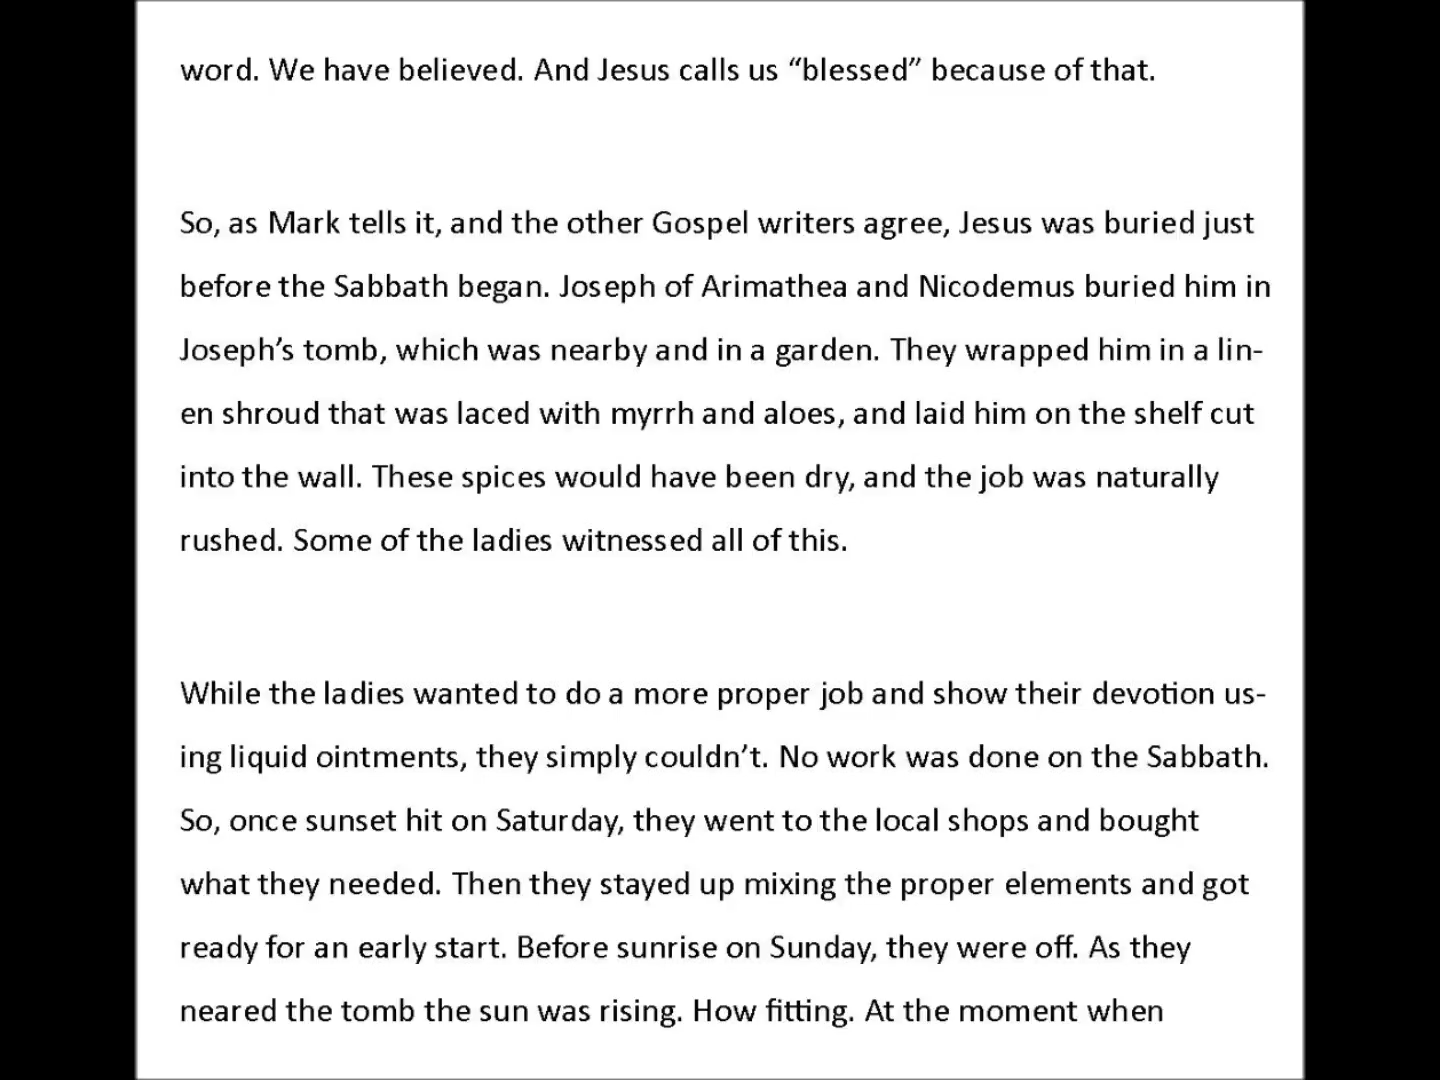 word. We have believed. And Jesus calls us “blessed” because of that.
So, as Mark tells it, and the other Gospel writers agree, Jesus was buried just
before the Sabbath began. Joseph of Arimathea and Nicodemus buried him in
Joseph’s tomb, which was nearby and in a garden. They wrapped him in a lin-
en shroud that was laced with myrrh and aloes, and laid him on the shelf cut
into the wall. These spices would have been dry, and the job was naturally
rushed. Some of the ladies witnessed all of this.
While the ladies wanted to do a more proper job and show their devotion us-
ing liquid ointments, they simply couldn’t. No work was done on the Sabbath.
So, once sunset hit on Saturday, they went to the local shops and bought
what they needed. Then they stayed up mixing the proper elements and got
ready for an early start. Before sunrise on Sunday, they were off. As they
neared the tomb the sun was rising. How fitting. At the moment when